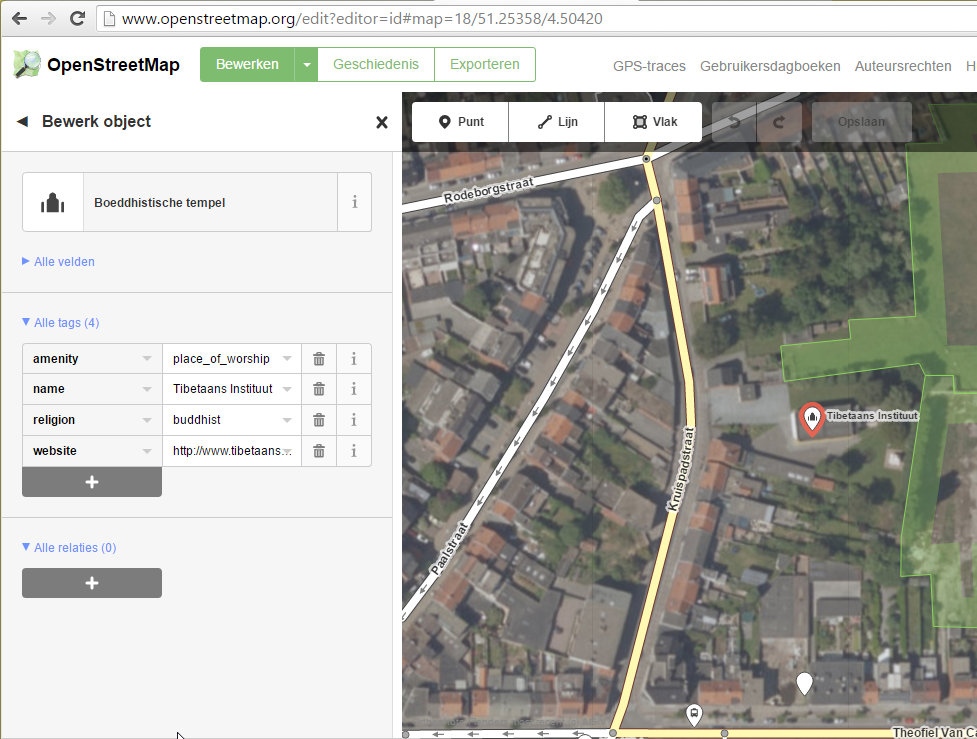 www.openstreetmap.org/edit?editor=id#map=18/51.25358/4.50420
OpenStreetMap
Bewerken
Geschiedenis
Exporteren
GPS-traces
Gebruikersdagboeken
Auteursrechten
H
Bewerk object
Punt
Lijn
Vlak
Opslaan
Boeddhistische tempel
i
Alle velden
Alle tags (4)
amenity place_of_worship i
name Tibetaans Instituut i
religion buddhist i
website http://www.tibetaans... i
+
Alle relaties (0)
+
Rodeborgstraat
Kruispadstraat
Paalstraat
Tibetaans Instituut
Theofiel Van C